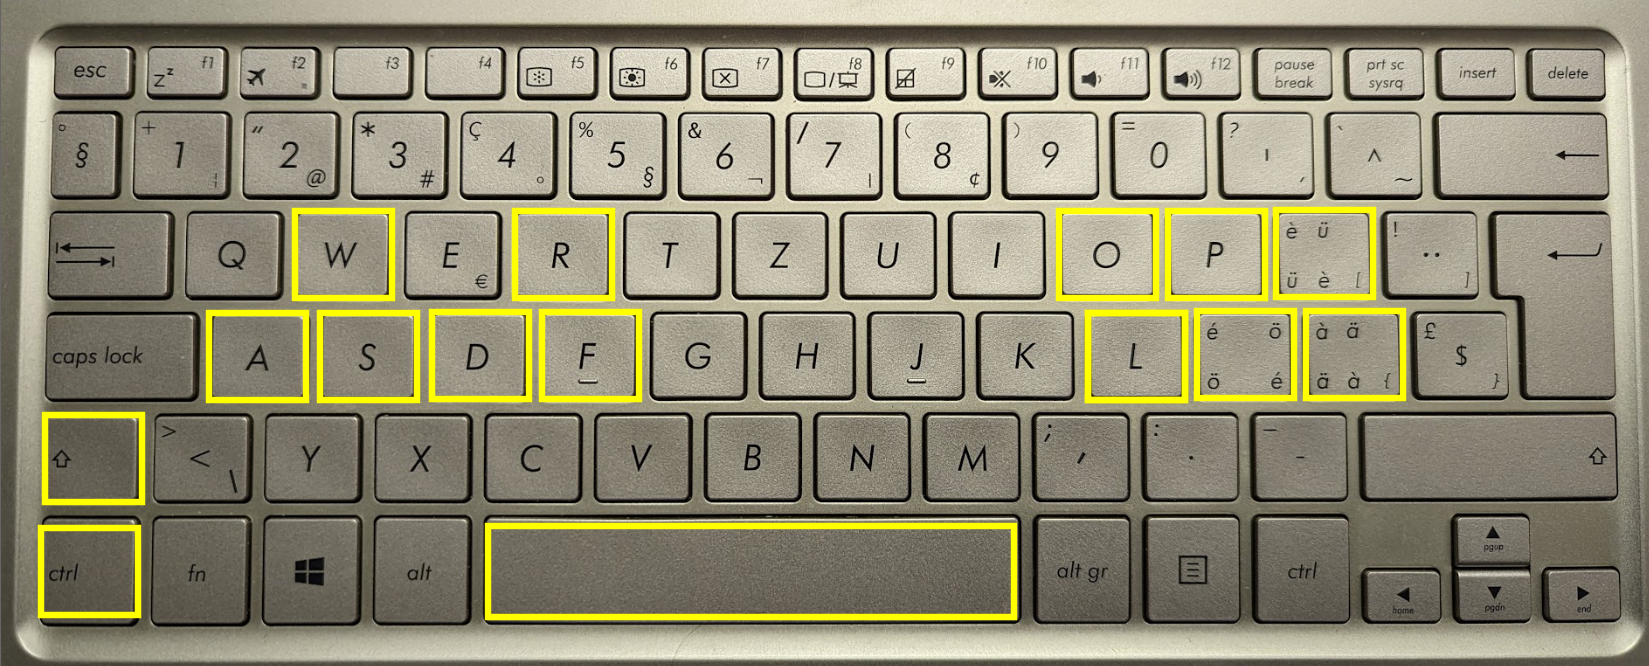 esc zᶻ f1 f2 f3 f4 f5 f6 f7 f8 f9 f10 f11 f12 pause break prt sc sysrq insert delete
° § + 1 ¦ " 2 @ * 3 # Ç 4 ° % 5 § & 6 ¬ / 7 | ( 8 ¢ ) 9 = 0 ? ' ´ ` ^ ~ ←
Q W E € R T Z U I O P è ü ü è [ ! ¨ ]
caps lock A S D F G H J K L é ö ö é à ä ä à { £ $ }
⇧ > < \ Y X C V B N M ; , : . _ - ⇧
ctrl fn alt alt gr ctrl ◄ home ▲ pgup ▼ pgdn ► end